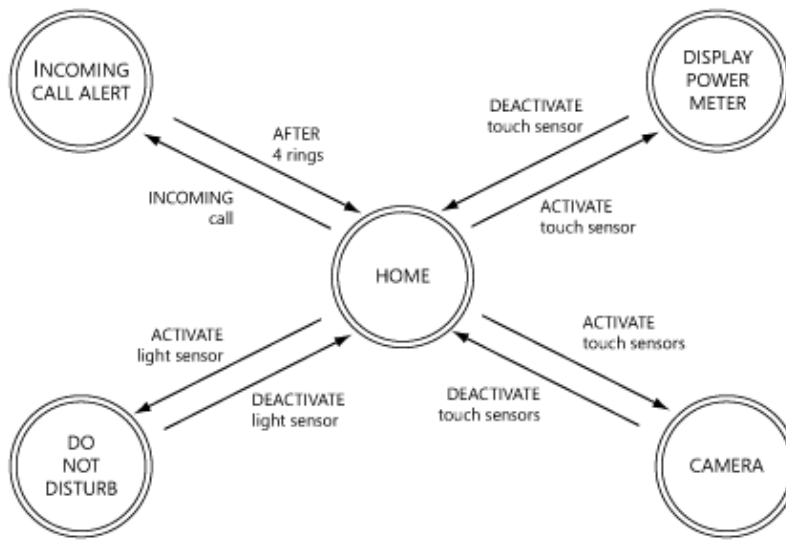 INCOMING
CALL ALERT
DISPLAY
POWER
METER
AFTER
4 rings
DEACTIVATE
touch sensor
INCOMING
call
ACTIVATE
touch sensor
HOME
ACTIVATE
light sensor
ACTIVATE
touch sensors
DEACTIVATE
light sensor
DEACTIVATE
touch sensors
DO
NOT
DISTURB
CAMERA